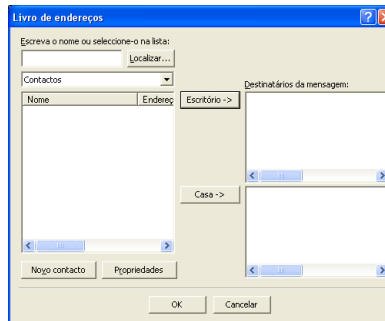 Livro de endereços
Escreva o nome ou seleccione-o na lista:
Localizar...
Contactos
Destinatários da mensagem:
Nome Endereç
Escritório ->
Casa ->
Novo contacto Propriedades
OK Cancelar